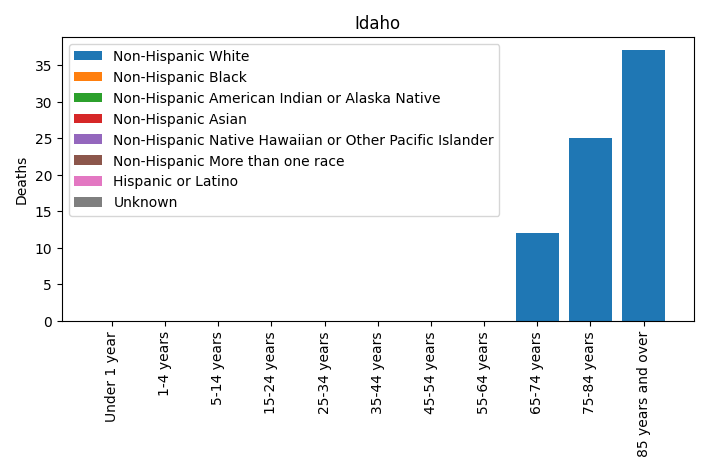 Idaho
Non-Hispanic White
Non-Hispanic Black
Non-Hispanic American Indian or Alaska Native
Non-Hispanic Asian
Non-Hispanic Native Hawaiian or Other Pacific Islander
Non-Hispanic More than one race
Hispanic or Latino
Unknown
Deaths
35
30
25
20
15
10
5
0
Under 1 year
1-4 years
5-14 years
15-24 years
25-34 years
35-44 years
45-54 years
55-64 years
65-74 years
75-84 years
85 years and over